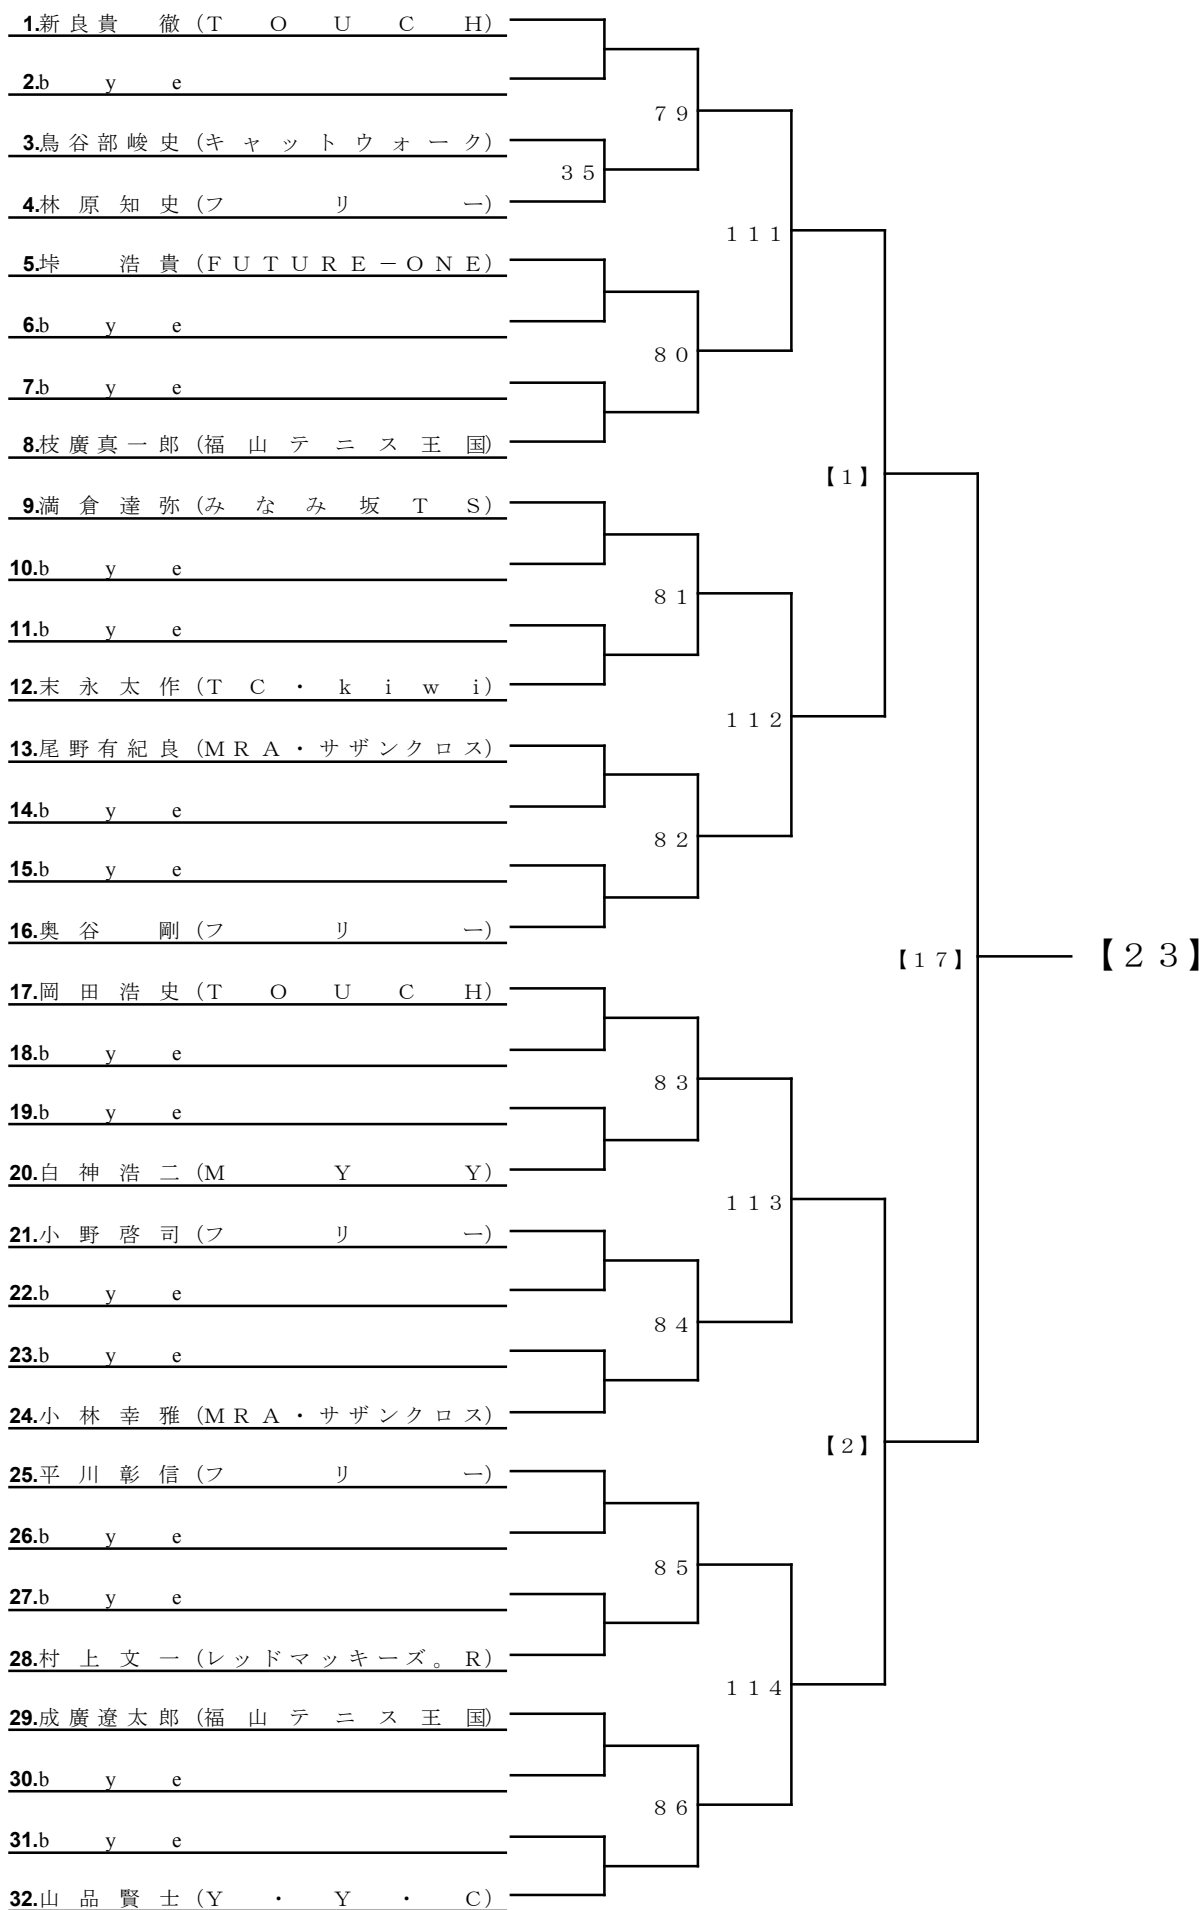 1.新良貴 徹(TOUCH)
2.bye
79
3.鳥谷部峻史(キャットウォーク)
35
4.林原知史(フリー)
111
5.垰 浩貴(FUTURE－ONE)
6.bye
80
7.bye
8.枝廣真一郎(福山テニス王国)
【1】
9.満倉達弥(みなみ坂TS)
10.bye
81
11.bye
12.末永太作(TC・kiwi)
112
13.尾野有紀良(MRA・サザンクロス)
14.bye
82
15.bye
16.奥谷 剛(フリー)
【17】
【23】
17.岡田浩史(TOUCH)
18.bye
83
19.bye
20.白神浩二(MYY)
113
21.小野啓司(フリー)
22.bye
84
23.bye
24.小林幸雅(MRA・サザンクロス)
【2】
25.平川彰信(フリー)
26.bye
85
27.bye
28.村上文一(レッドマッキーズ。R)
114
29.成廣遼太郎(福山テニス王国)
30.bye
86
31.bye
32.山品賢士(Y・Y・C)